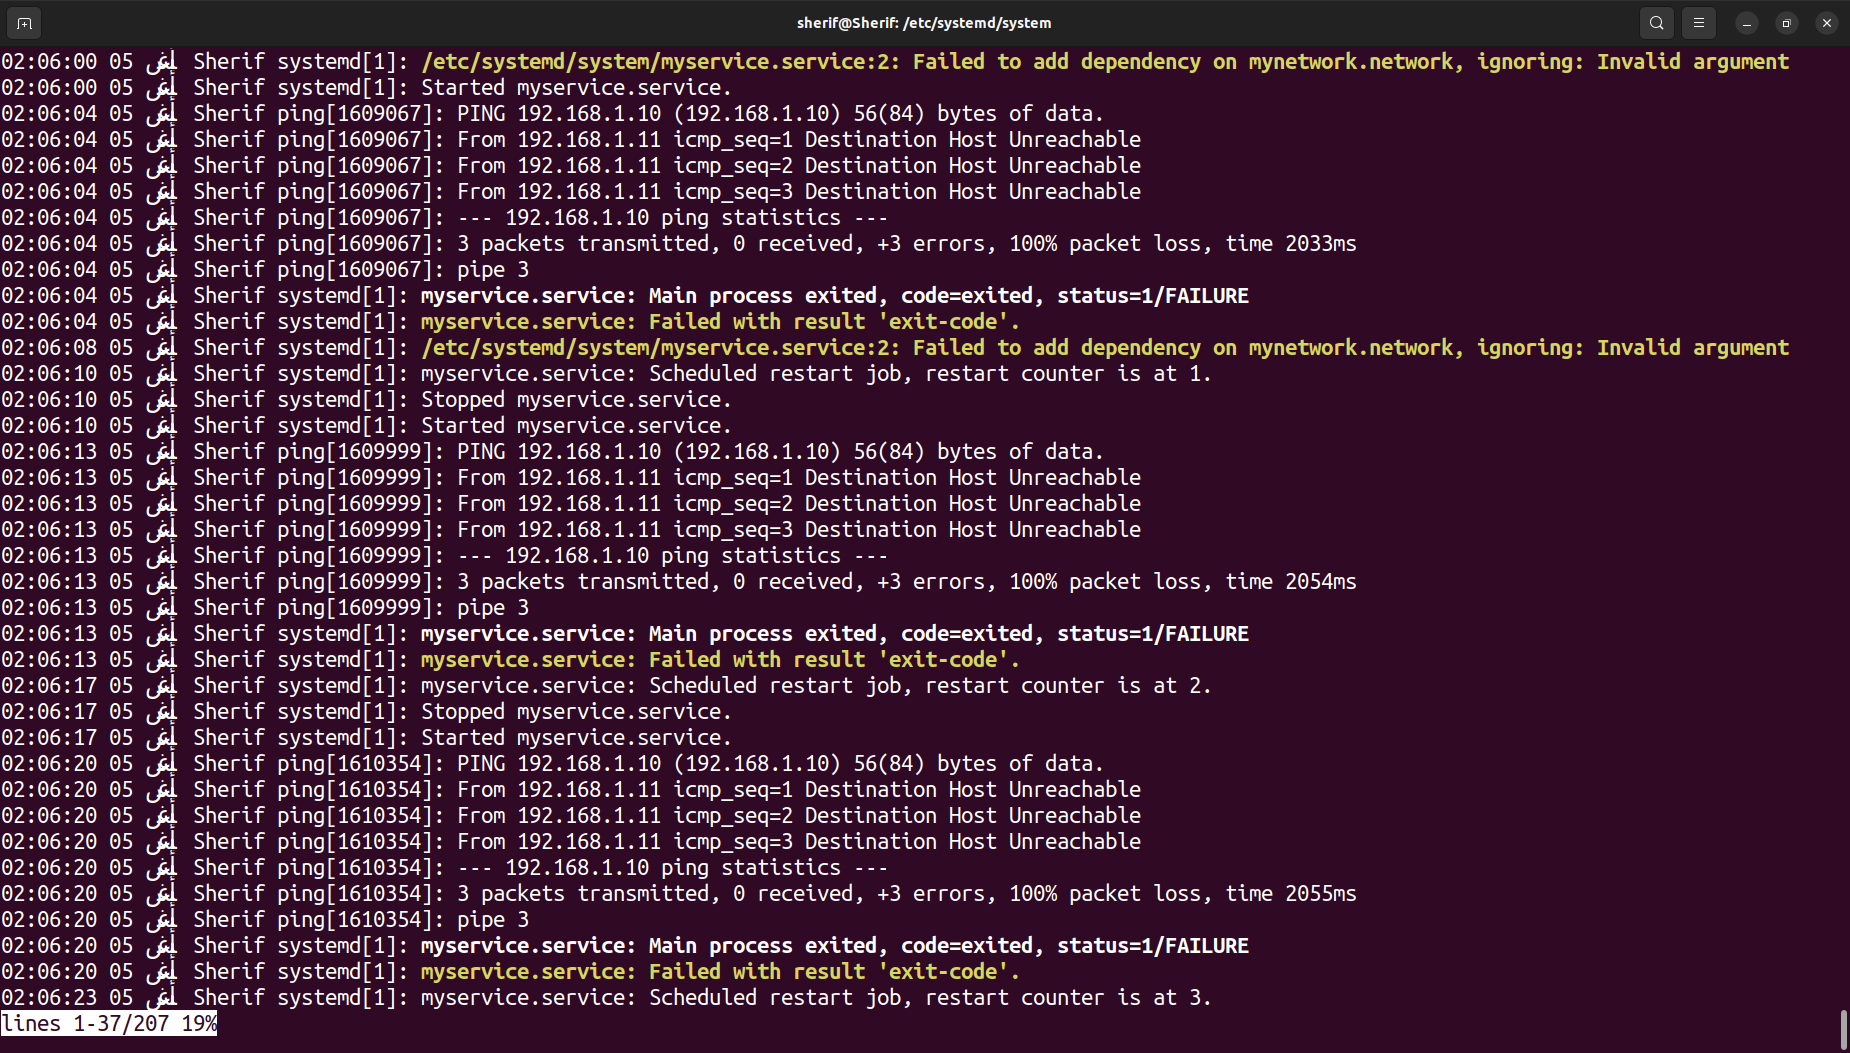 sherif@Sherif: /etc/systemd/system
02:06:00 05 أغس Sherif systemd[1]: /etc/systemd/system/myservice.service:2: Failed to add dependency on mynetwork.network, ignoring: Invalid argument
02:06:00 05 أغس Sherif systemd[1]: Started myservice.service.
02:06:04 05 أغس Sherif ping[1609067]: PING 192.168.1.10 (192.168.1.10) 56(84) bytes of data.
02:06:04 05 أغس Sherif ping[1609067]: From 192.168.1.11 icmp_seq=1 Destination Host Unreachable
02:06:04 05 أغس Sherif ping[1609067]: From 192.168.1.11 icmp_seq=2 Destination Host Unreachable
02:06:04 05 أغس Sherif ping[1609067]: From 192.168.1.11 icmp_seq=3 Destination Host Unreachable
02:06:04 05 أغس Sherif ping[1609067]: --- 192.168.1.10 ping statistics ---
02:06:04 05 أغس Sherif ping[1609067]: 3 packets transmitted, 0 received, +3 errors, 100% packet loss, time 2033ms
02:06:04 05 أغس Sherif ping[1609067]: pipe 3
02:06:04 05 أغس Sherif systemd[1]: myservice.service: Main process exited, code=exited, status=1/FAILURE
02:06:04 05 أغس Sherif systemd[1]: myservice.service: Failed with result 'exit-code'.
02:06:08 05 أغس Sherif systemd[1]: /etc/systemd/system/myservice.service:2: Failed to add dependency on mynetwork.network, ignoring: Invalid argument
02:06:10 05 أغس Sherif systemd[1]: myservice.service: Scheduled restart job, restart counter is at 1.
02:06:10 05 أغس Sherif systemd[1]: Stopped myservice.service.
02:06:10 05 أغس Sherif systemd[1]: Started myservice.service.
02:06:13 05 أغس Sherif ping[1609999]: PING 192.168.1.10 (192.168.1.10) 56(84) bytes of data.
02:06:13 05 أغس Sherif ping[1609999]: From 192.168.1.11 icmp_seq=1 Destination Host Unreachable
02:06:13 05 أغس Sherif ping[1609999]: From 192.168.1.11 icmp_seq=2 Destination Host Unreachable
02:06:13 05 أغس Sherif ping[1609999]: From 192.168.1.11 icmp_seq=3 Destination Host Unreachable
02:06:13 05 أغس Sherif ping[1609999]: --- 192.168.1.10 ping statistics ---
02:06:13 05 أغس Sherif ping[1609999]: 3 packets transmitted, 0 received, +3 errors, 100% packet loss, time 2054ms
02:06:13 05 أغس Sherif ping[1609999]: pipe 3
02:06:13 05 أغس Sherif systemd[1]: myservice.service: Main process exited, code=exited, status=1/FAILURE
02:06:13 05 أغس Sherif systemd[1]: myservice.service: Failed with result 'exit-code'.
02:06:17 05 أغس Sherif systemd[1]: myservice.service: Scheduled restart job, restart counter is at 2.
02:06:17 05 أغس Sherif systemd[1]: Stopped myservice.service.
02:06:17 05 أغس Sherif systemd[1]: Started myservice.service.
02:06:20 05 أغس Sherif ping[1610354]: PING 192.168.1.10 (192.168.1.10) 56(84) bytes of data.
02:06:20 05 أغس Sherif ping[1610354]: From 192.168.1.11 icmp_seq=1 Destination Host Unreachable
02:06:20 05 أغس Sherif ping[1610354]: From 192.168.1.11 icmp_seq=2 Destination Host Unreachable
02:06:20 05 أغس Sherif ping[1610354]: From 192.168.1.11 icmp_seq=3 Destination Host Unreachable
02:06:20 05 أغس Sherif ping[1610354]: --- 192.168.1.10 ping statistics ---
02:06:20 05 أغس Sherif ping[1610354]: 3 packets transmitted, 0 received, +3 errors, 100% packet loss, time 2055ms
02:06:20 05 أغس Sherif ping[1610354]: pipe 3
02:06:20 05 أغس Sherif systemd[1]: myservice.service: Main process exited, code=exited, status=1/FAILURE
02:06:20 05 أغس Sherif systemd[1]: myservice.service: Failed with result 'exit-code'.
02:06:23 05 أغس Sherif systemd[1]: myservice.service: Scheduled restart job, restart counter is at 3.
lines 1-37/207 19%